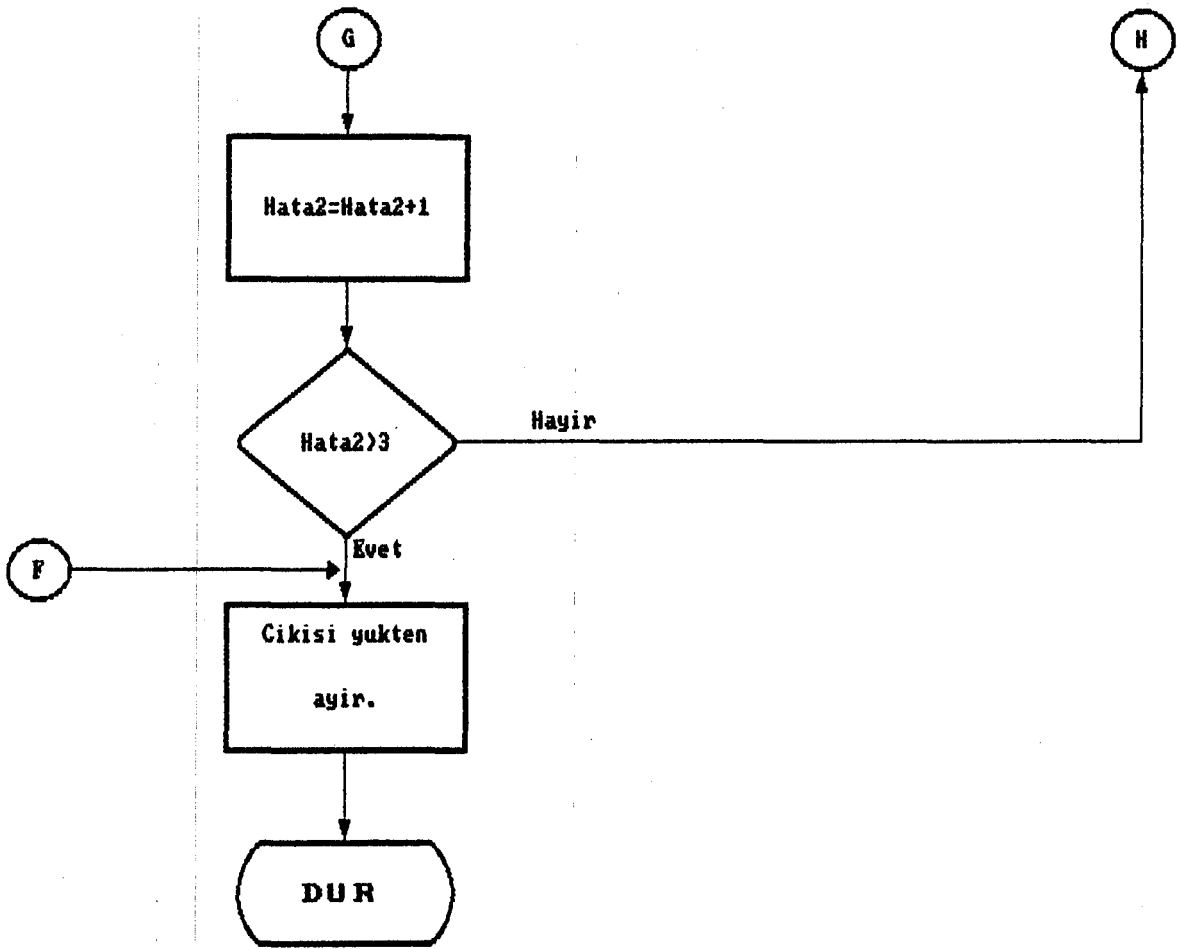 G
H
Hata2=Hata2+1
Hayir
Hata2>3
Evet
F
Cikisi yukten
ayir.
DUR